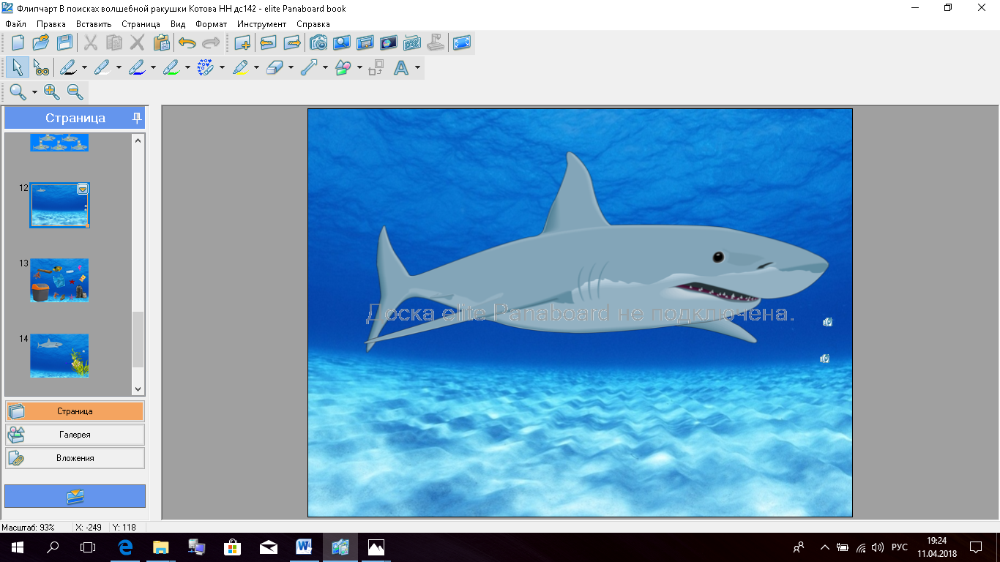 Флипчарт В поисках волшебной ракушки Котова НН дс142 - elite Panaboard book
Файл Правка Вставить Страница Вид Формат Инструмент Справка
Страница
12
13
14
Доска elite Panaboard не подключена.
Страница
Галерея
Вложения
Масштаб: 93% X: -249 Y: 118
РУС
19:24
11.04.2018